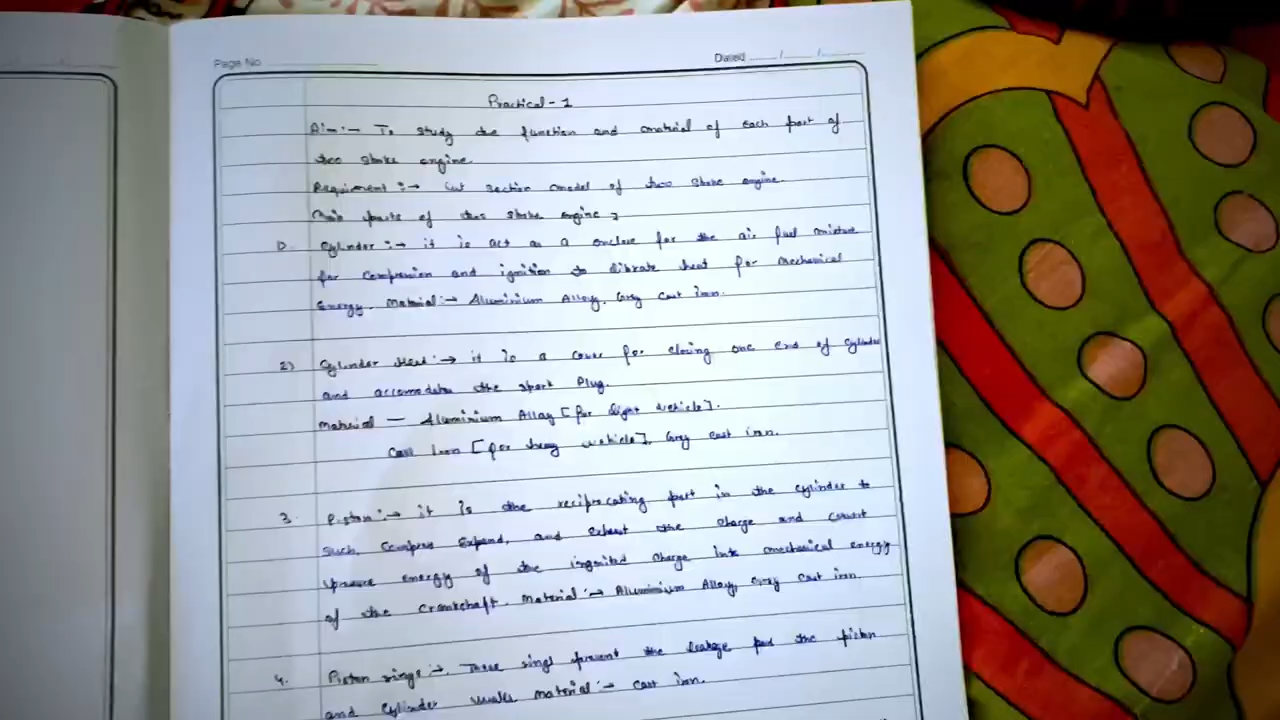 Page No
Dated / /
Practical - 1
Aim:- To study the function and material of each part of
two stroke engine.
Requirment :→ Cut section model of two stroke engine.
Main parts of two stroke engine
1). Cylinder :→ it is act as a enclose for the air fuel mixture
for compression and ignition to librate heat for mechanical
Energy. Material :→ Aluminium Alloy, Grey cast iron.
2) Cylinder Head :→ it is a cover for closing one end of cylinder
and accomodates the spark Plug.
Material — Aluminium Alloy [for light vehicle].
Cast Iron [for heavy vehicle], Grey cast iron.
3. Piston :→ it is the reciprocating part in the cylinder to
such, compress Expend, and Exhaust the charge and convert
pressure energy of the ingnited charge into mechanical energy
of the crankshaft. Material :→ Aluminium Alloy, Grey cast iron.
4. Piston rings :→ These rings prevent the leakage past the piston
and cylinder walls Material :→ cast iron.